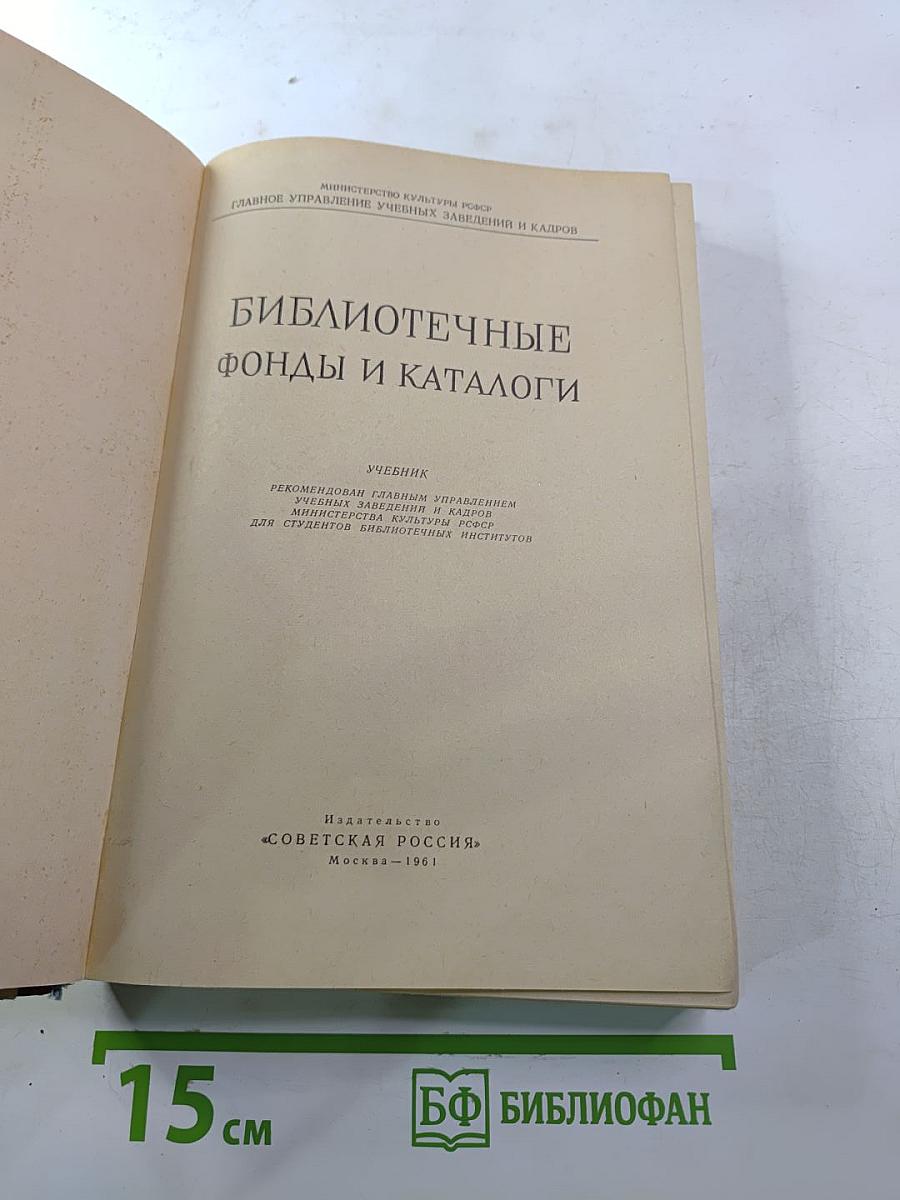 МИНИСТЕРСТВО КУЛЬТУРЫ РСФСР
ГЛАВНОЕ УПРАВЛЕНИЕ УЧЕБНЫХ ЗАВЕДЕНИЙ И КАДРОВ
БИБЛИОТЕЧНЫЕ
ФОНДЫ И КАТАЛОГИ
УЧЕБНИК
РЕКОМЕНДОВАН ГЛАВНЫМ УПРАВЛЕНИЕМ
УЧЕБНЫХ ЗАВЕДЕНИЙ И КАДРОВ
МИНИСТЕРСТВА КУЛЬТУРЫ РСФСР
ДЛЯ СТУДЕНТОВ БИБЛИОТЕЧНЫХ ИНСТИТУТОВ
Издательство
«СОВЕТСКАЯ РОССИЯ»
Москва—1961
15 см
БФ БИБЛИОФАН